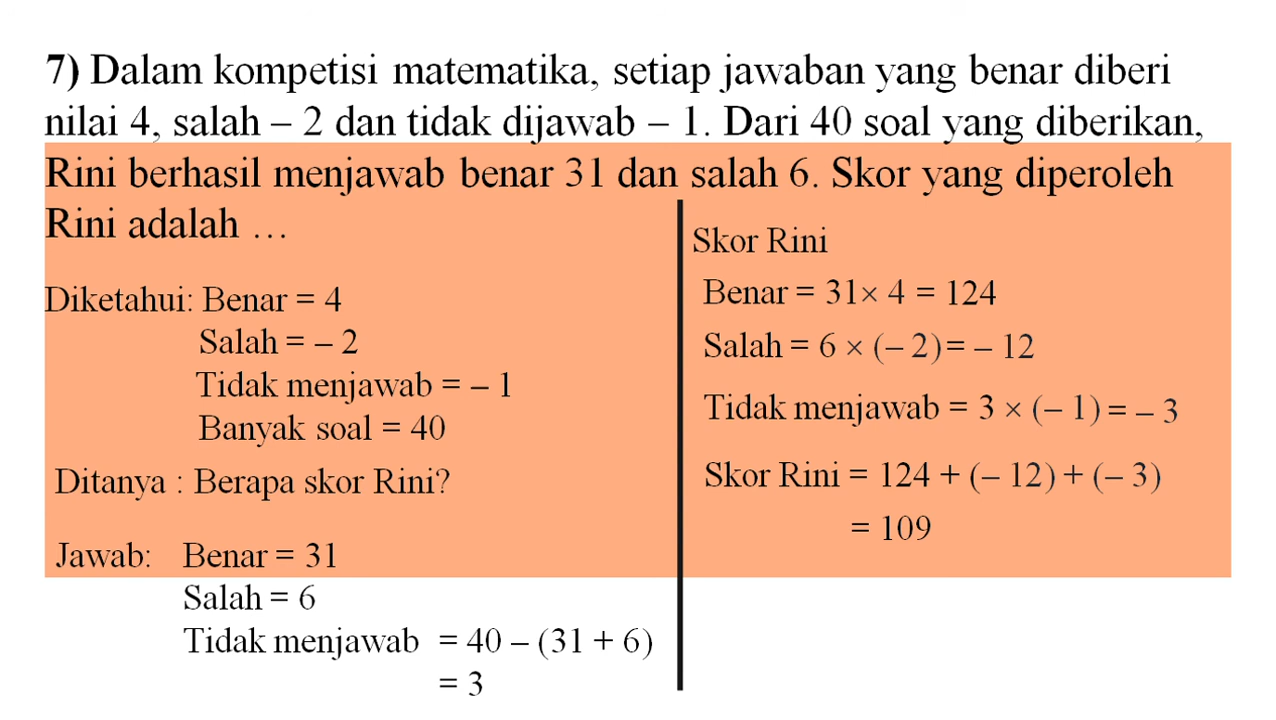 7) Dalam kompetisi matematika, setiap jawaban yang benar diberi
nilai 4, salah – 2 dan tidak dijawab – 1. Dari 40 soal yang diberikan,
Rini berhasil menjawab benar 31 dan salah 6. Skor yang diperoleh
Rini adalah …
Diketahui: Benar = 4
Salah = – 2
Tidak menjawab = – 1
Banyak soal = 40
Ditanya : Berapa skor Rini?
Jawab: Benar = 31
Salah = 6
Tidak menjawab = 40 – (31 + 6)
= 3
Skor Rini
Benar = 31× 4 = 124
Salah = 6 × (– 2)= – 12
Tidak menjawab = 3 × (– 1) = – 3
Skor Rini = 124 + (– 12) + (– 3)
= 109